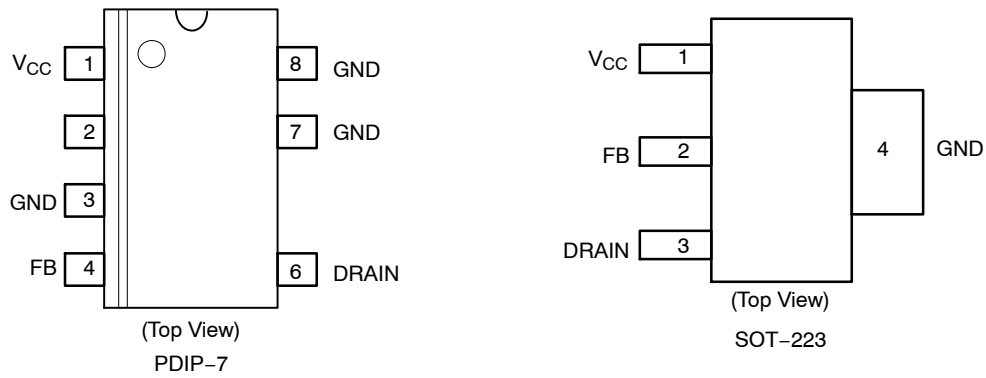 VCC 1 8 GND
2 7 GND
GND 3
FB 4 6 DRAIN
(Top View)
PDIP−7
VCC 1
FB 2 4 GND
DRAIN 3
(Top View)
SOT−223